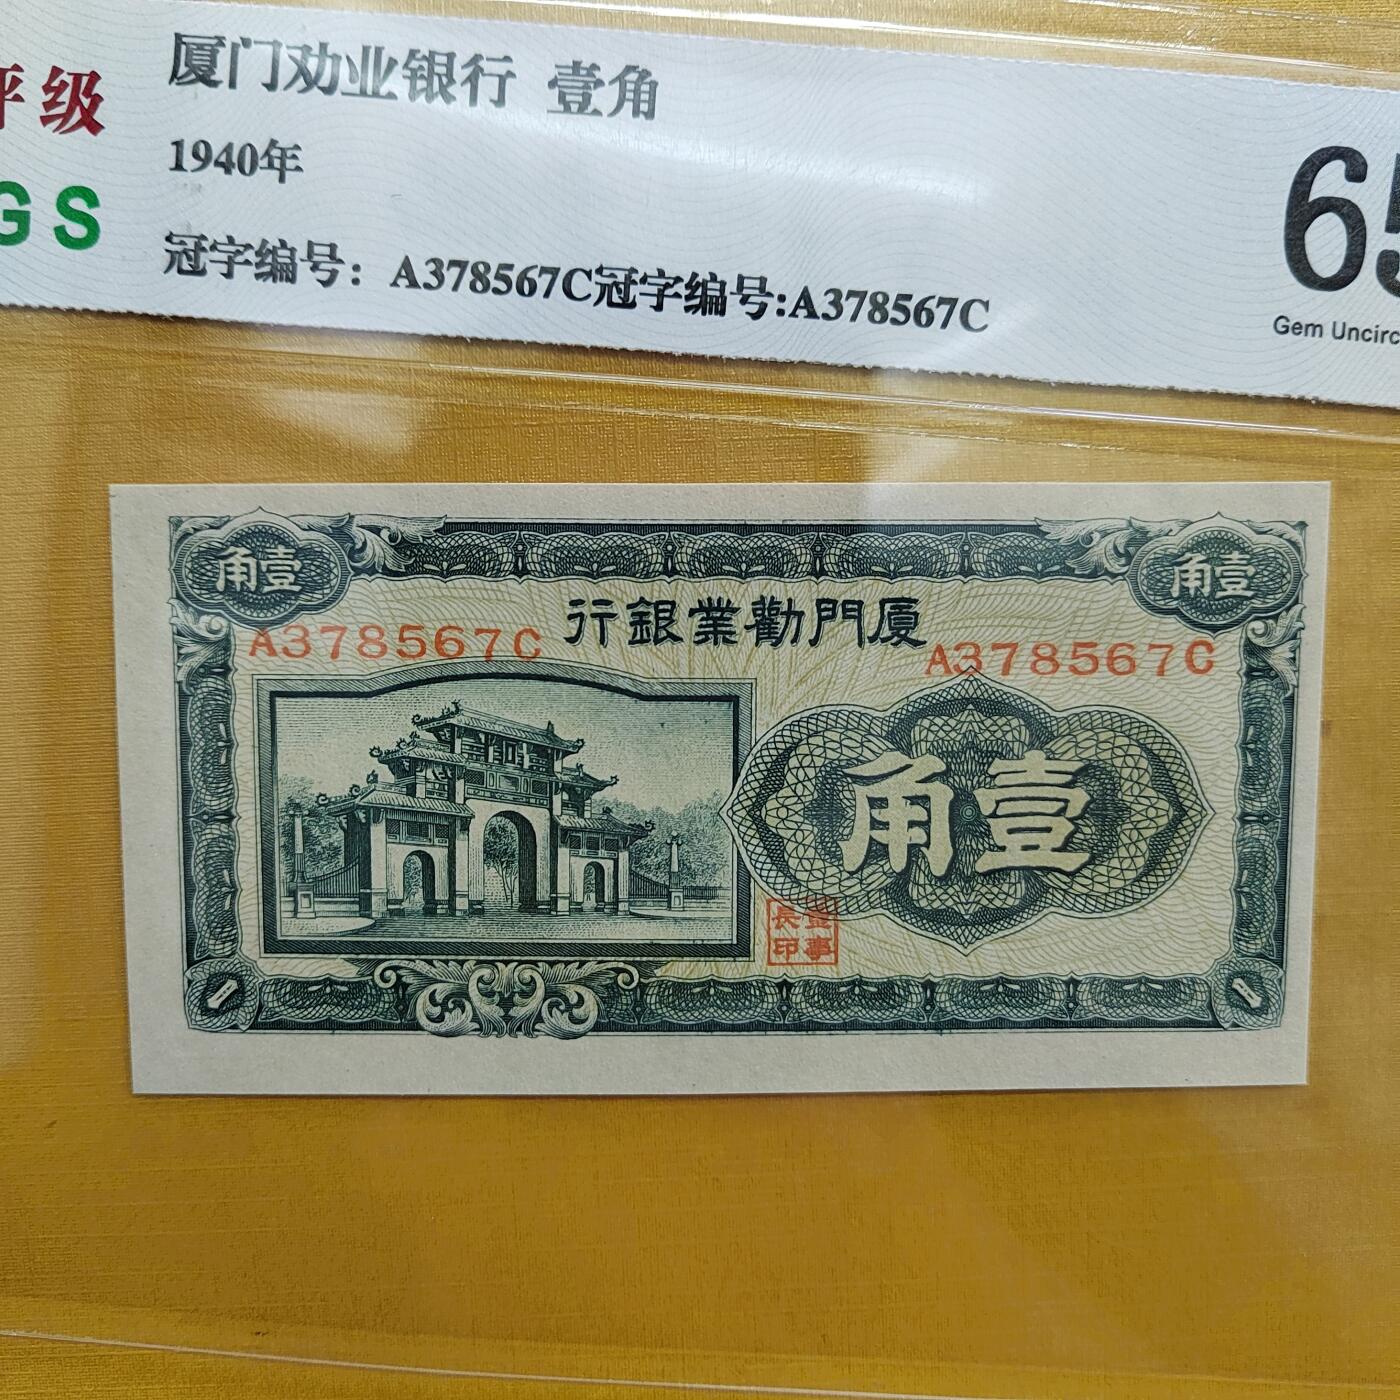 评级
GS
厦门劝业银行 壹角
1940年
冠字编号：A378567C冠字编号:A378567C
65
Gem Uncirc
壹角
壹角
廈門勸業銀行
A378567C
A378567C
壹角
董事
長印
一
一